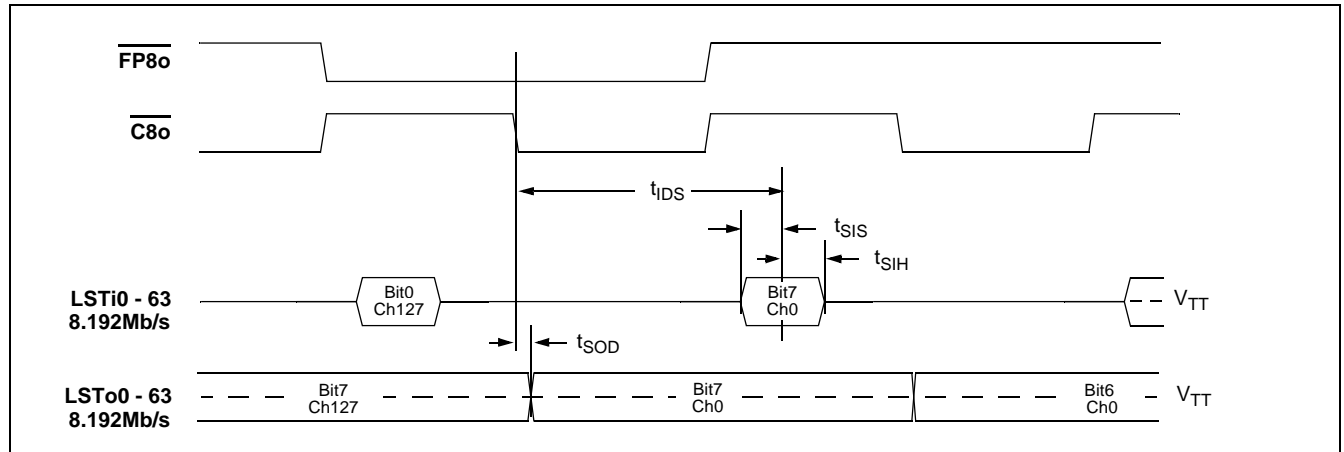 FP8o
C8o
tIDS
tSIS
tSIH
LSTi0 - 63
8.192Mb/s
Bit0
Ch127
Bit7
Ch0
VTT
tSOD
LSTo0 - 63
8.192Mb/s
Bit7
Ch127
Bit7
Ch0
Bit6
Ch0
VTT